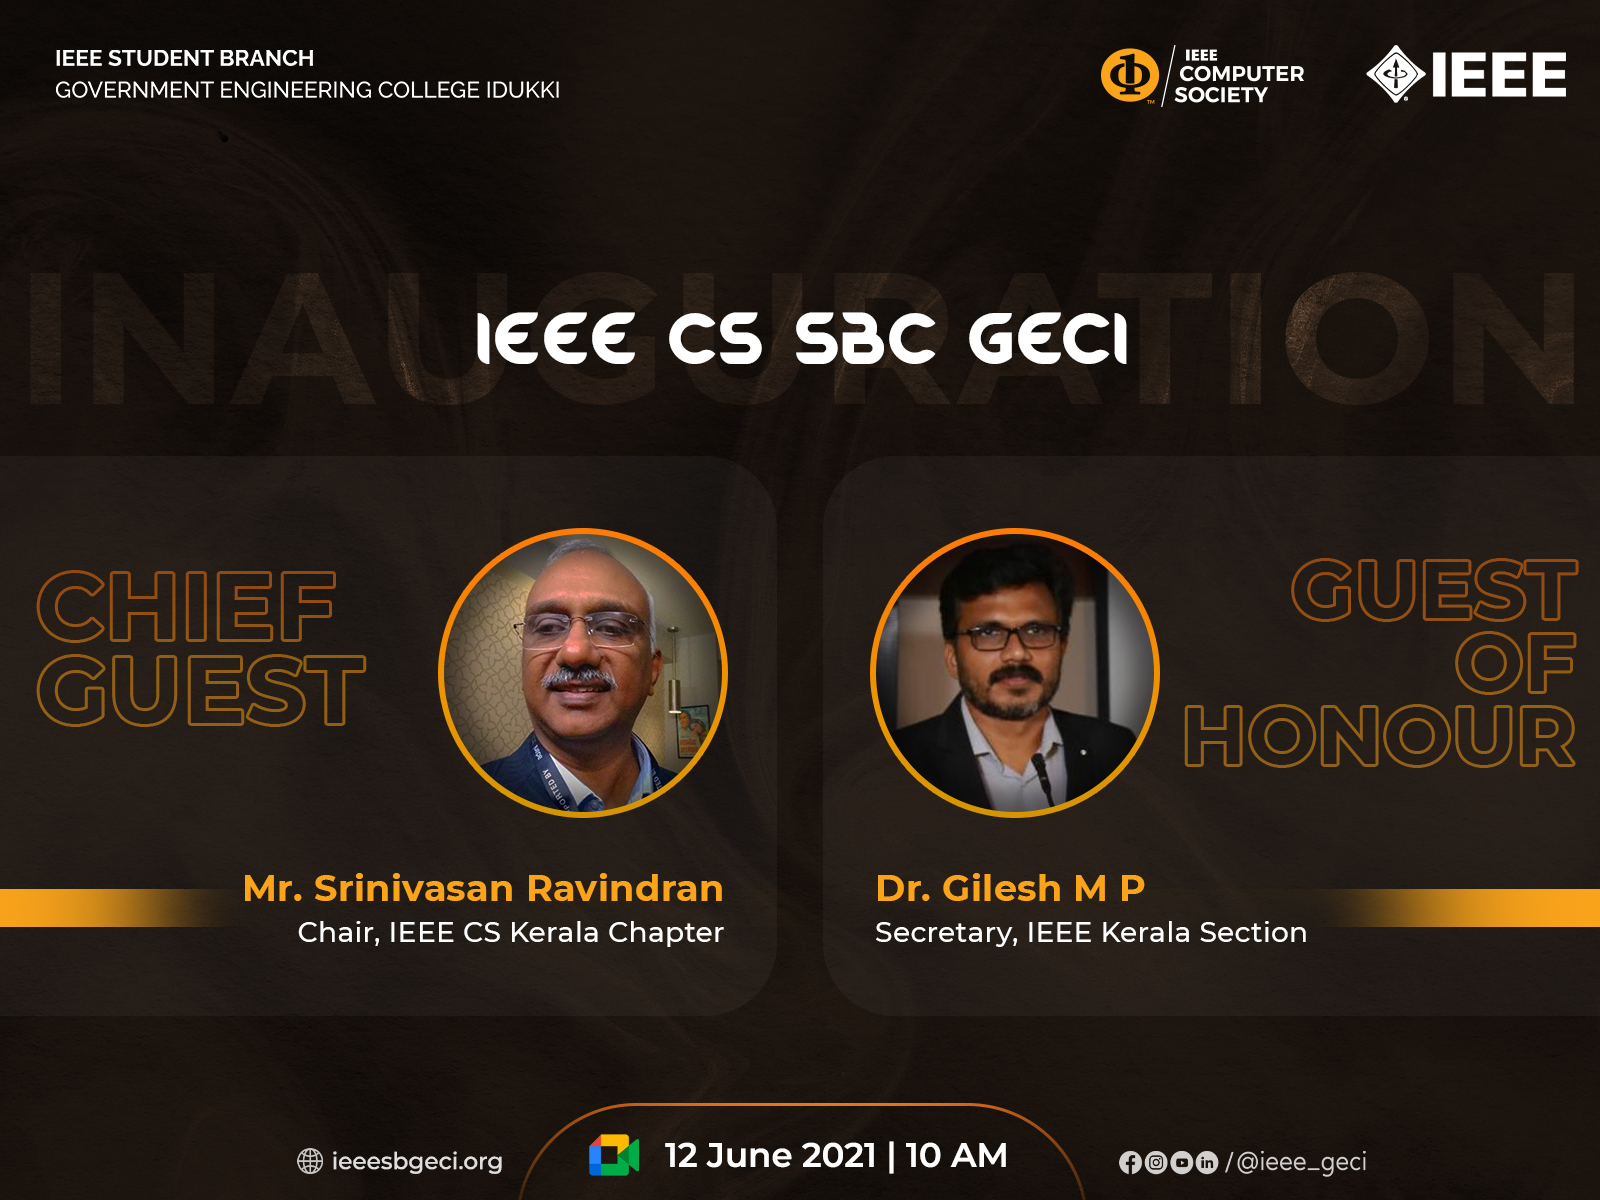 IEEE STUDENT BRANCH
GOVERNMENT ENGINEERING COLLEGE IDUKKI
IEEE
COMPUTER
SOCIETY
TM
IEEE
INAUGURATION
IEEE CS SBC GECI
CHIEF
GUEST
GUEST
OF
HONOUR
Mr. Srinivasan Ravindran
Chair, IEEE CS Kerala Chapter
Dr. Gilesh M P
Secretary, IEEE Kerala Section
ieeesbgeci.org
12 June 2021 | 10 AM
/@ieee_geci